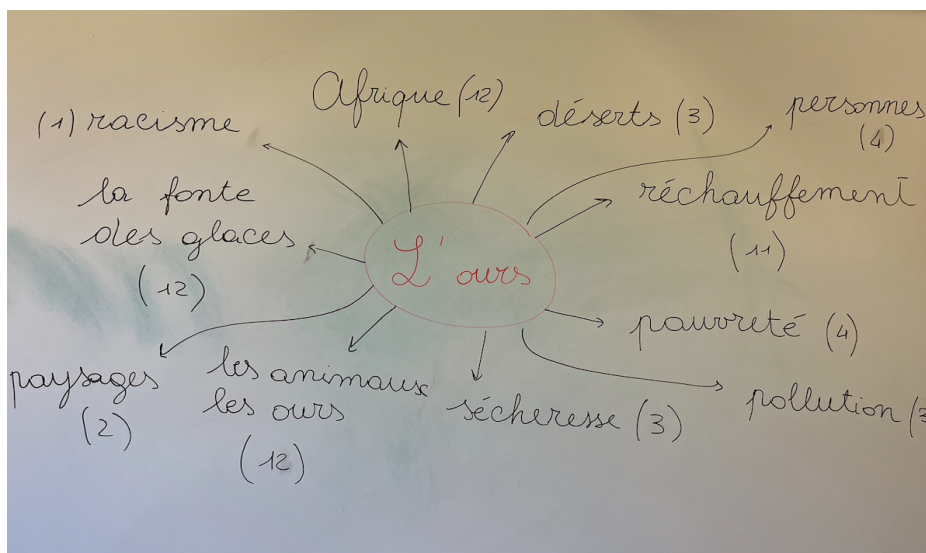 Afrique (12)
(1) racisme
déserts (3)
personnes
(4)
la fonte
des glaces
(12)
réchauffement
(11)
L'ours
pauvreté (4)
paysages
(2)
les animaux
les ours
(12)
sécheresse (3)
pollution (3